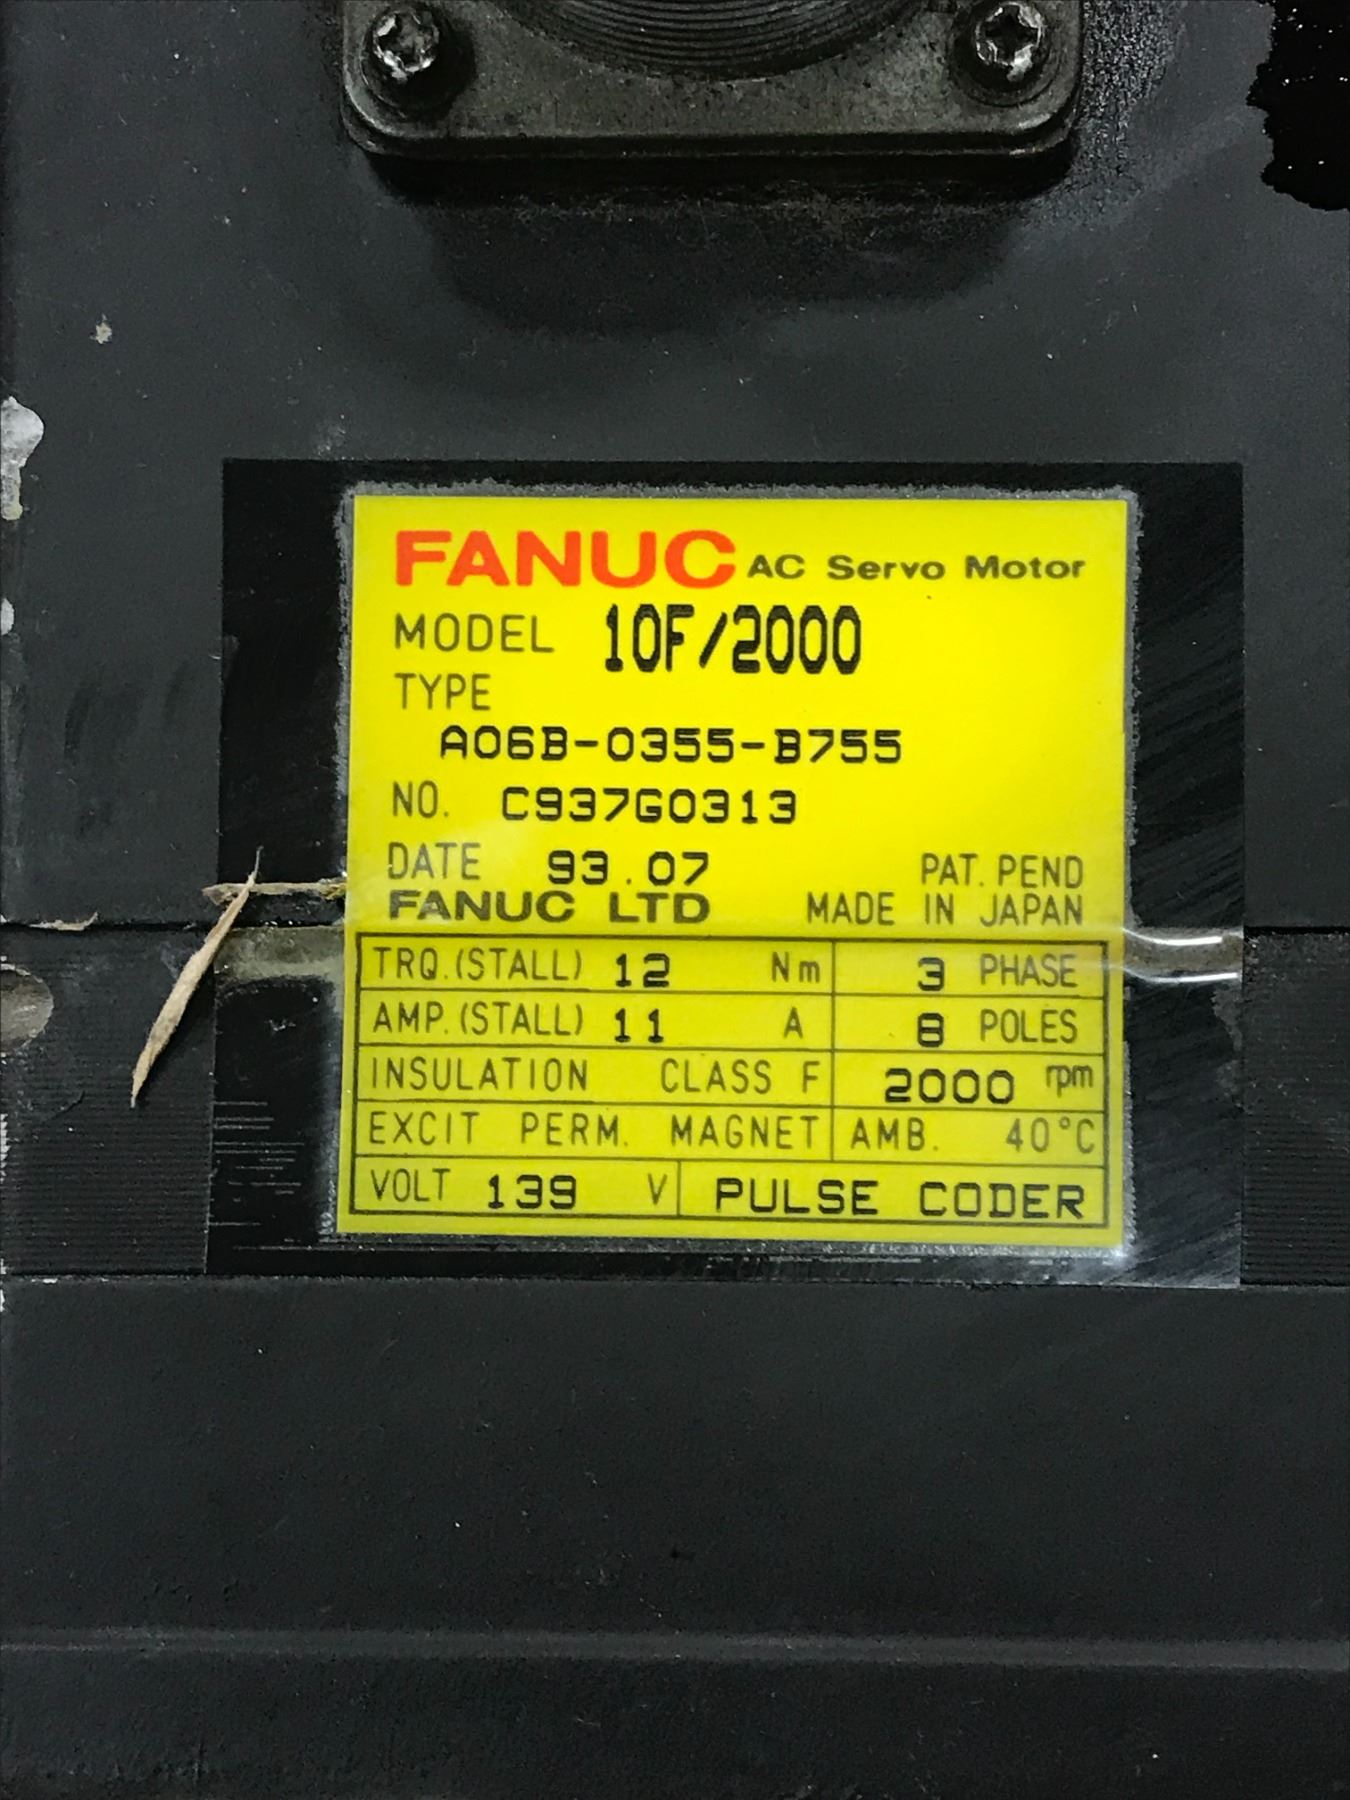 FANUC AC Servo Motor
MODEL 10F/2000
TYPE
A06B-0355-B755
NO. C937G0313
DATE 93.07 PAT. PEND
FANUC LTD MADE IN JAPAN
TRQ.(STALL) 12 Nm 3 PHASE
AMP.(STALL) 11 A 8 POLES
INSULATION CLASS F 2000 rpm
EXCIT PERM. MAGNET AMB. 40°C
VOLT 139 V PULSE CODER